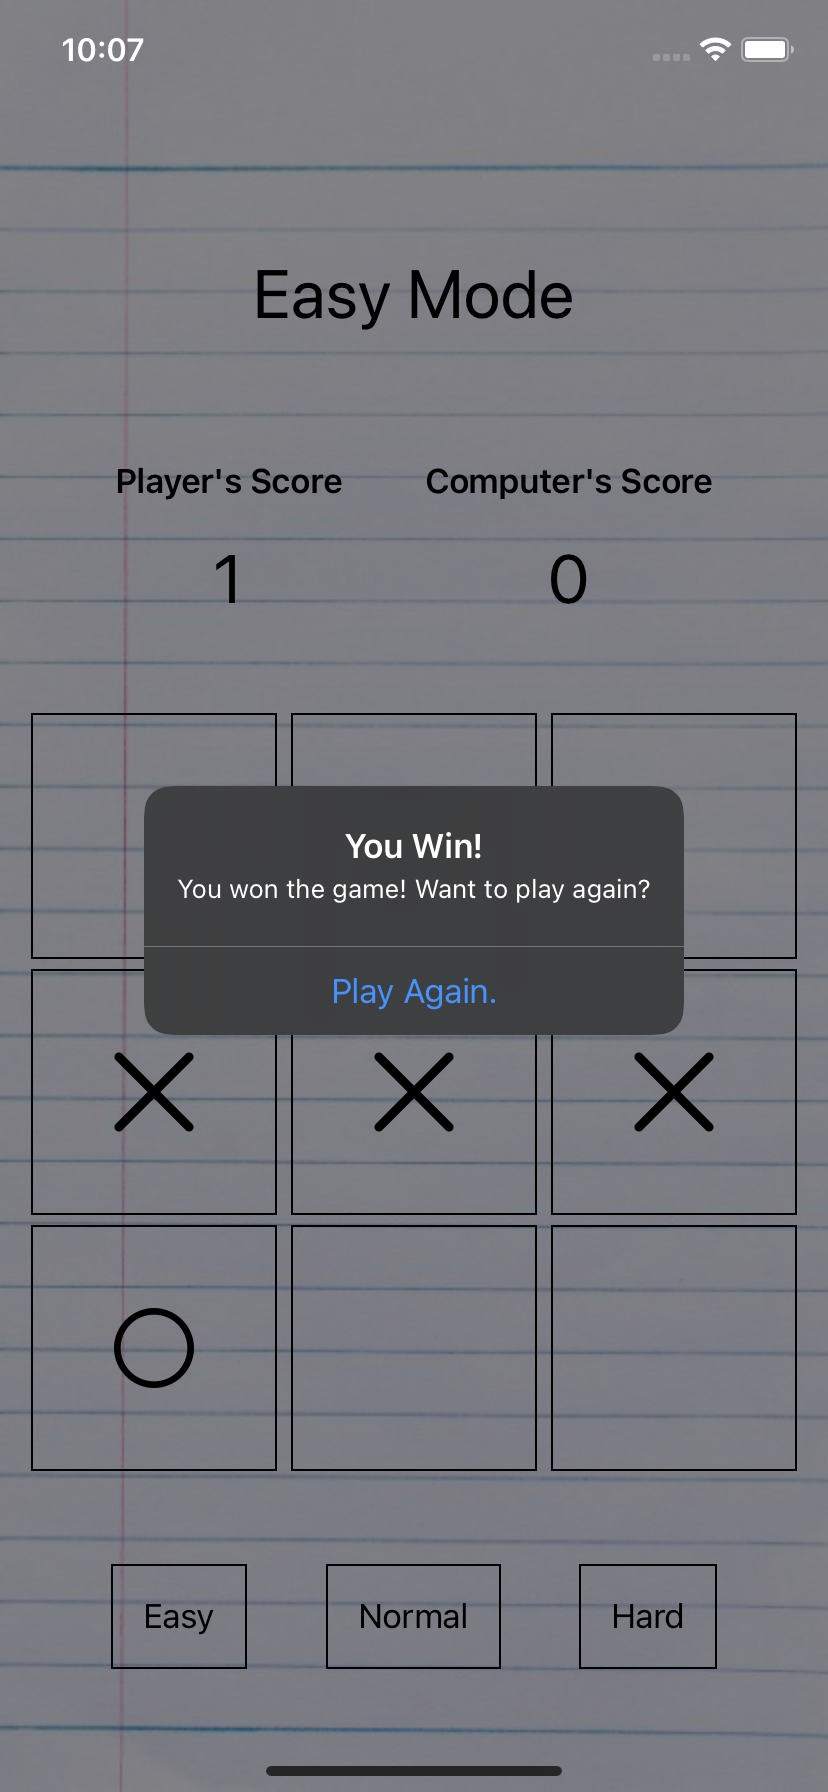 10:07
Easy Mode
Player's Score Computer's Score
1 0
You Win!
You won the game! Want to play again?
Play Again.
Easy Normal Hard